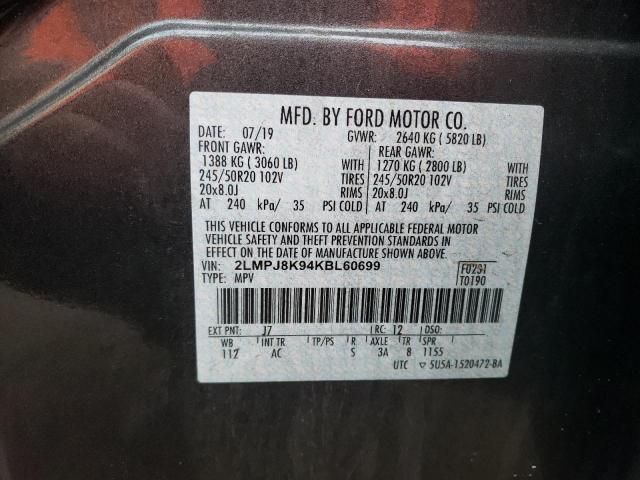 MFD. BY FORD MOTOR CO.
DATE: 07/19 GVWR: 2640 KG ( 5820 LB)
FRONT GAWR: REAR GAWR:
1388 KG ( 3060 LB) WITH 1270 KG ( 2800 LB) WITH
245/50R20 102V TIRES 245/50R20 102V TIRES
20x8.0J RIMS 20x8.0J RIMS
AT 240 kPa/ 35 PSI COLD AT 240 kPa/ 35 PSI COLD
THIS VEHICLE CONFORMS TO ALL APPLICABLE FEDERAL MOTOR
VEHICLE SAFETY AND THEFT PREVENTION STANDARDS IN
EFFECT ON THE DATE OF MANUFACTURE SHOWN ABOVE.
VIN: 2LMPJ8K94KBL60699 F0231
TYPE: MPV T0190
EXT PNT: J7 RC: 12 DSO:
WB INT TR TP/PS R AXLE TR SPR
112 AC S 3A 8 1155
UTC ▽ 5U5A-1520472-BA